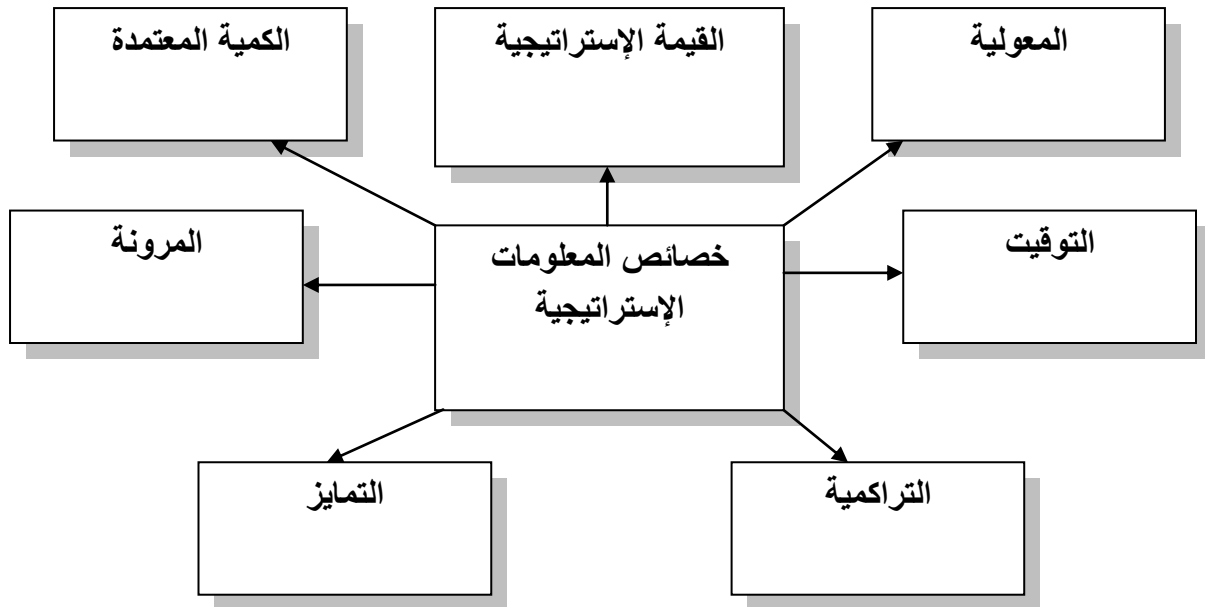 المعولية
القيمة الإستراتيجية
الكمية المعتمدة
التوقيت
خصائص المعلومات
الإستراتيجية
المرونة
التراكمية
التمايز